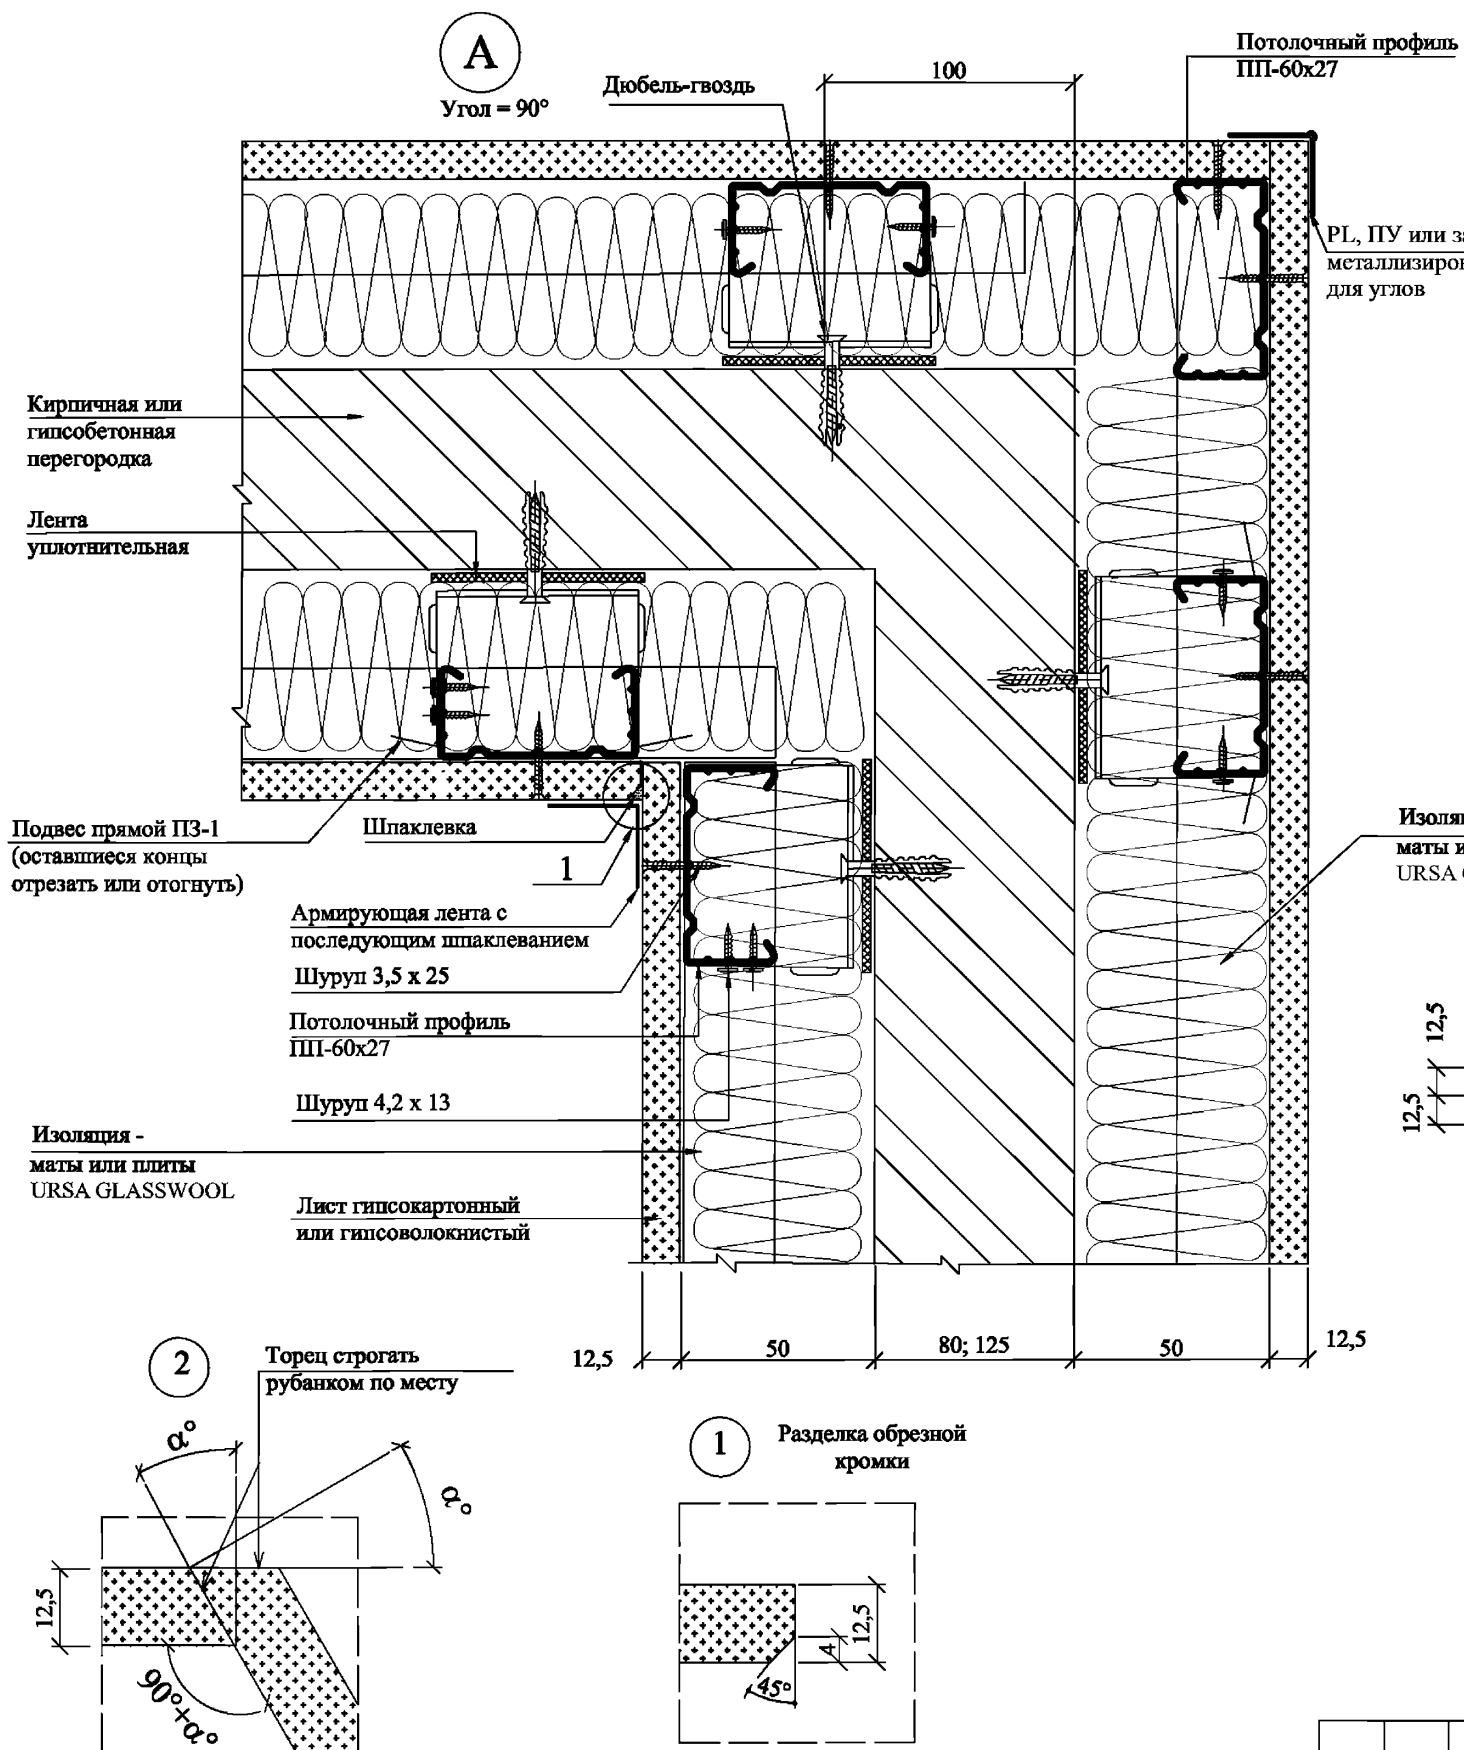 А
Угол = 90°
Дюбель-гвоздь
100
Потолочный профиль
ПП-60х27
PL, ПУ или
для углов
Кирпичная или
гипсобетонная
перегородка
Лента
уплотнительная
Подвес прямой ПЗ-1
(оставшиеся концы
отрезать или отогнуть)
Шпаклевка
1
Армирующая лента с
последующим шпаклеванием
Шуруп 3,5 х 25
Потолочный профиль
ПП-60х27
Шуруп 4,2 х 13
Изоляция -
маты или плиты
URSA GLASSWOOL
Лист гипсокартонный
или гипсоволокнистый
маты
URSA
12,5
12,5
12,5
50
80; 125
50
12,5
2
Торец строгать
рубанком по месту
α°
α°
12,5
90°+α°
1
Разделка обрезной
кромки
12,5
4
45°